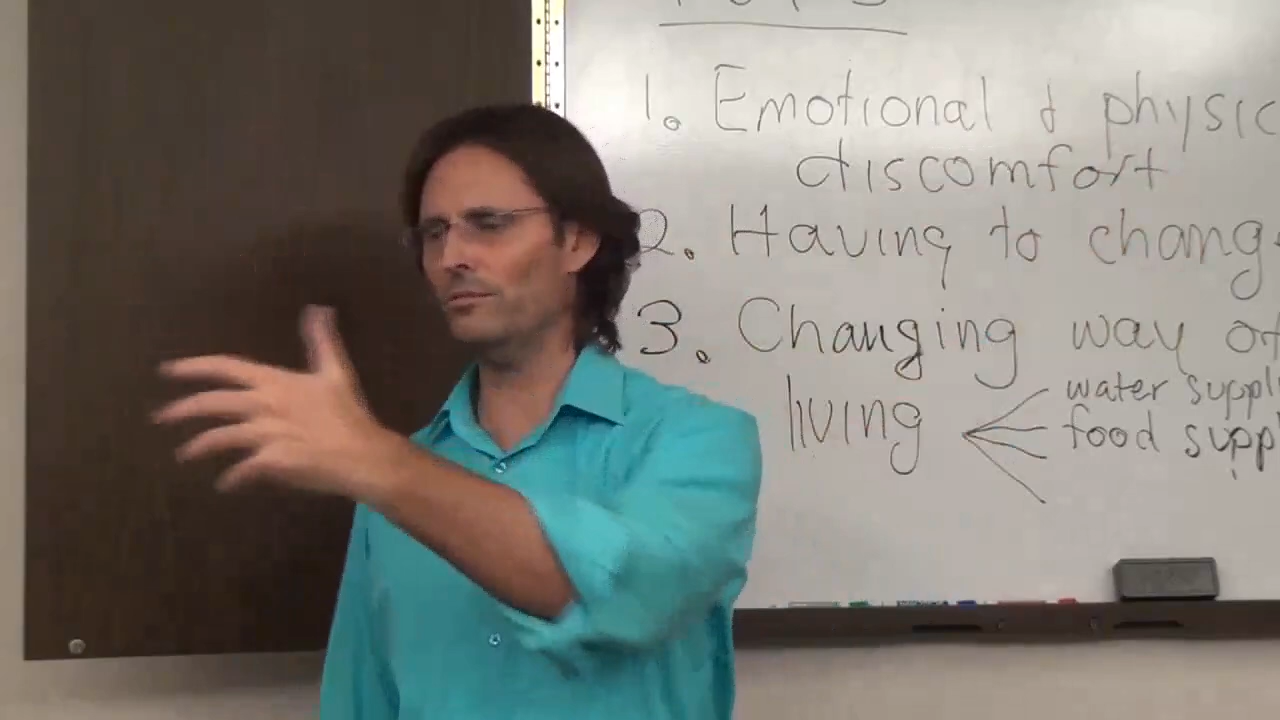 1. Emotional & physic
discomfort
2. Having to chang
3. Changing way of
living
water suppl
food supp